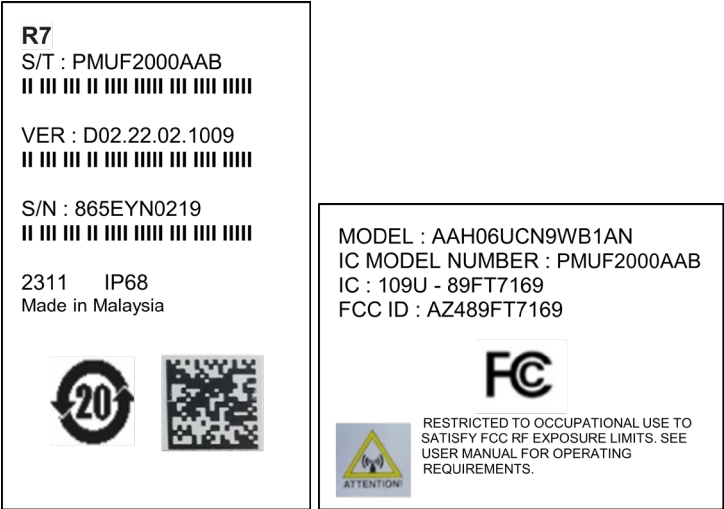 R7
S/T : PMUF2000AAB
VER : D02.22.02.1009
S/N : 865EYN0219
2311 IP68
Made in Malaysia
20
MODEL : AAH06UCN9WB1AN
IC MODEL NUMBER : PMUF2000AAB
IC : 109U - 89FT7169
FCC ID : AZ489FT7169
FC
ATTENTION!
RESTRICTED TO OCCUPATIONAL USE TO
SATISFY FCC RF EXPOSURE LIMITS. SEE
USER MANUAL FOR OPERATING
REQUIREMENTS.